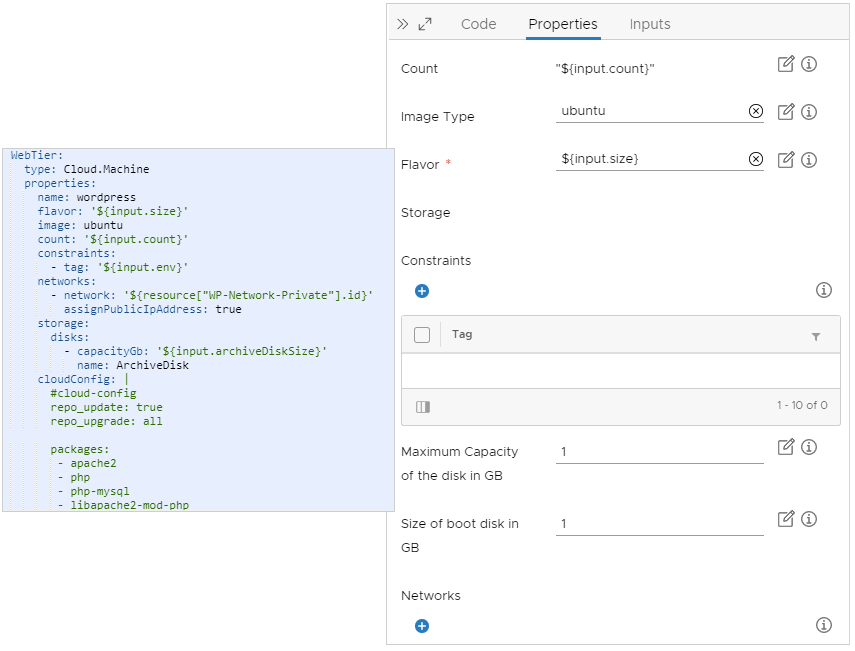 WebTier:
type: Cloud.Machine
properties:
name: wordpress
flavor: '${input.size}'
image: ubuntu
count: '${input.count}'
constraints:
- tag: '${input.env}'
networks:
- network: '${resource["WP-Network-Private"].id}'
assignPublicIpAddress: true
storage:
disks:
- capacityGb: '${input.archiveDiskSize}'
name: ArchiveDisk
cloudConfig: |
#cloud-config
repo_update: true
repo_upgrade: all
packages:
- apache2
- php
- php-mysql
- libapache2-mod-php
Code Properties Inputs
Count "${input.count}"
Image Type ubuntu
Flavor * ${input.size}
Storage
Constraints
Tag
1 - 10 of 0
Maximum Capacity 1
of the disk in GB
Size of boot disk in 1
GB
Networks